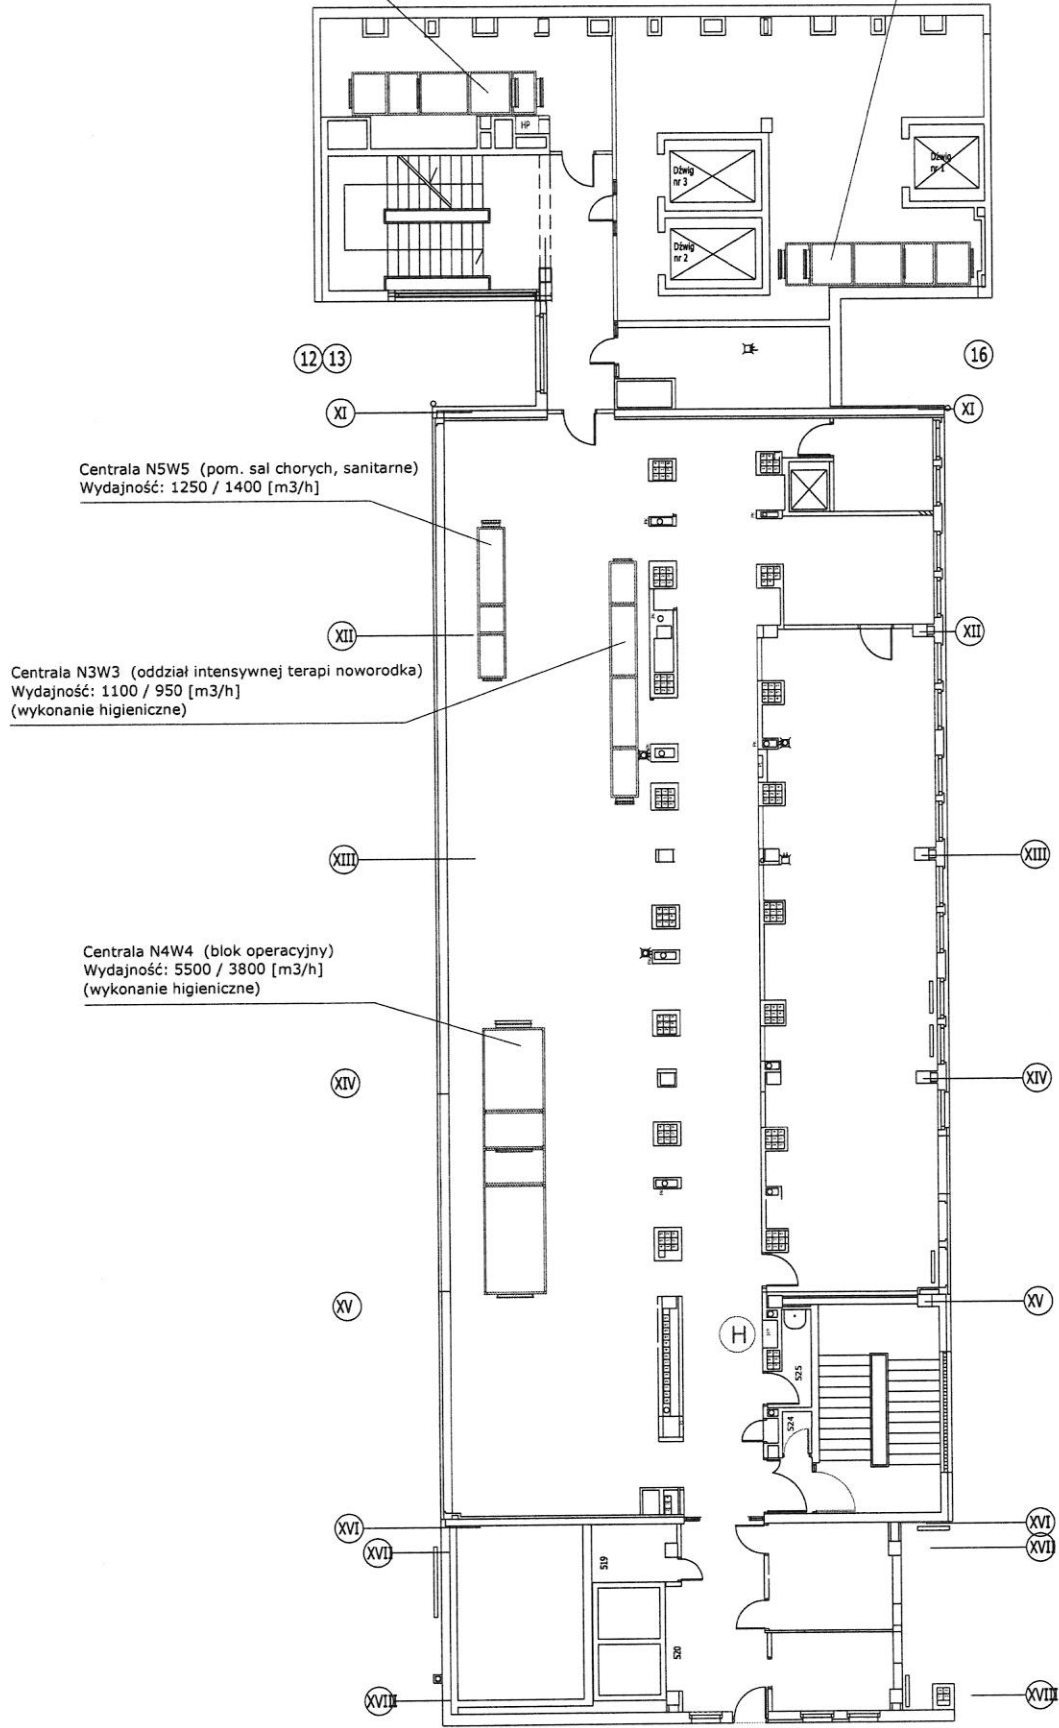 HP
Dźwig
nr 3
Dźwig
nr 1
Dźwig
nr 2
12
13
16
XI
XI
Centrala N5W5 (pom. sal chorych, sanitarne)
Wydajność: 1250 / 1400 [m3/h]
XII
XII
Centrala N3W3 (oddział intensywnej terapi noworodka)
Wydajność: 1100 / 950 [m3/h]
(wykonanie higieniczne)
XIII
XIII
Centrala N4W4 (blok operacyjny)
Wydajność: 5500 / 3800 [m3/h]
(wykonanie higieniczne)
XIV
XIV
XV
XV
H
525
524
XVI
XVI
XVII
XVII
519
520
XVIII
XVIII